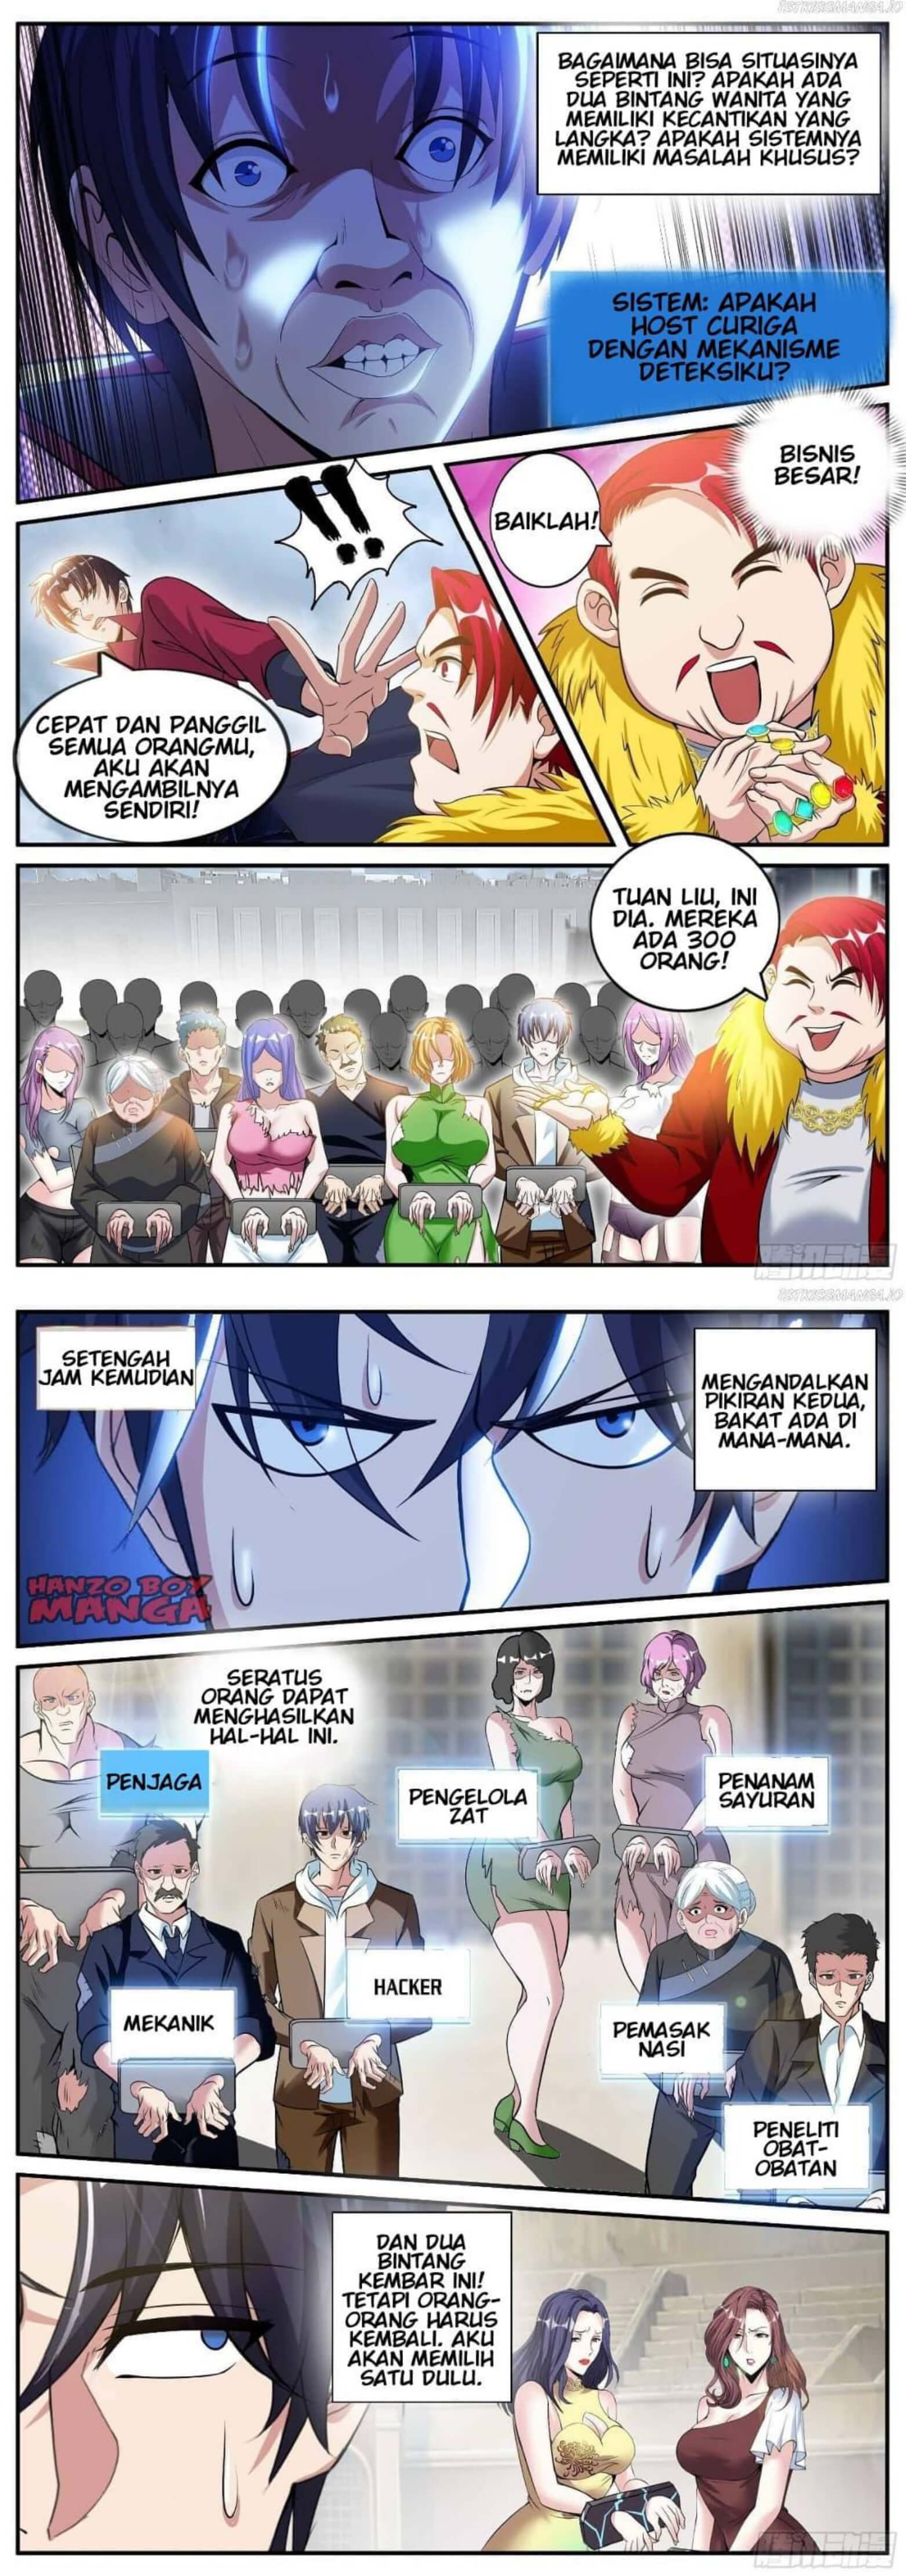 BAGAIMANA BISA SITUASINYA
SEPERTI INI? APAKAH ADA
DUA BINTANG WANITA YANG
MEMILIKI KECANTIKAN YANG
LANGKA? APAKAH SISTEMNYA
MEMILIKI MASALAH KHUSUS?
SISTEM: APAKAH
HOST CURIGA
DENGAN MEKANISME
DETEKSIKU?
!!
CEPAT DAN PANGGIL
SEMUA ORANGMU,
AKU AKAN
MENGAMBILNYA
SENDIRI!
BAIKLAH!
BISNIS
BESAR!
TUAN LIU, INI
DIA. MEREKA
ADA 300
ORANG!
SETENGAH
JAM KEMUDIAN
MENGANDALKAN
PIKIRAN KEDUA,
BAKAT ADA DI
MANA-MANA.
HANZO BOY
MANGA
SERATUS
ORANG DAPAT
MENGHASILKAN
HAL-HAL INI.
PENJAGA
PENGELOLA
ZAT
PENANAM
SAYURAN
HACKER
MEKANIK
PEMASAK
NASI
PENELITI
OBAT-
OBATAN
DAN DUA
BINTANG
KEMBAR INI!
TETAPI ORANG-
ORANG HARUS
KEMBALI. AKU
AKAN MEMILIH
SATU DULU.